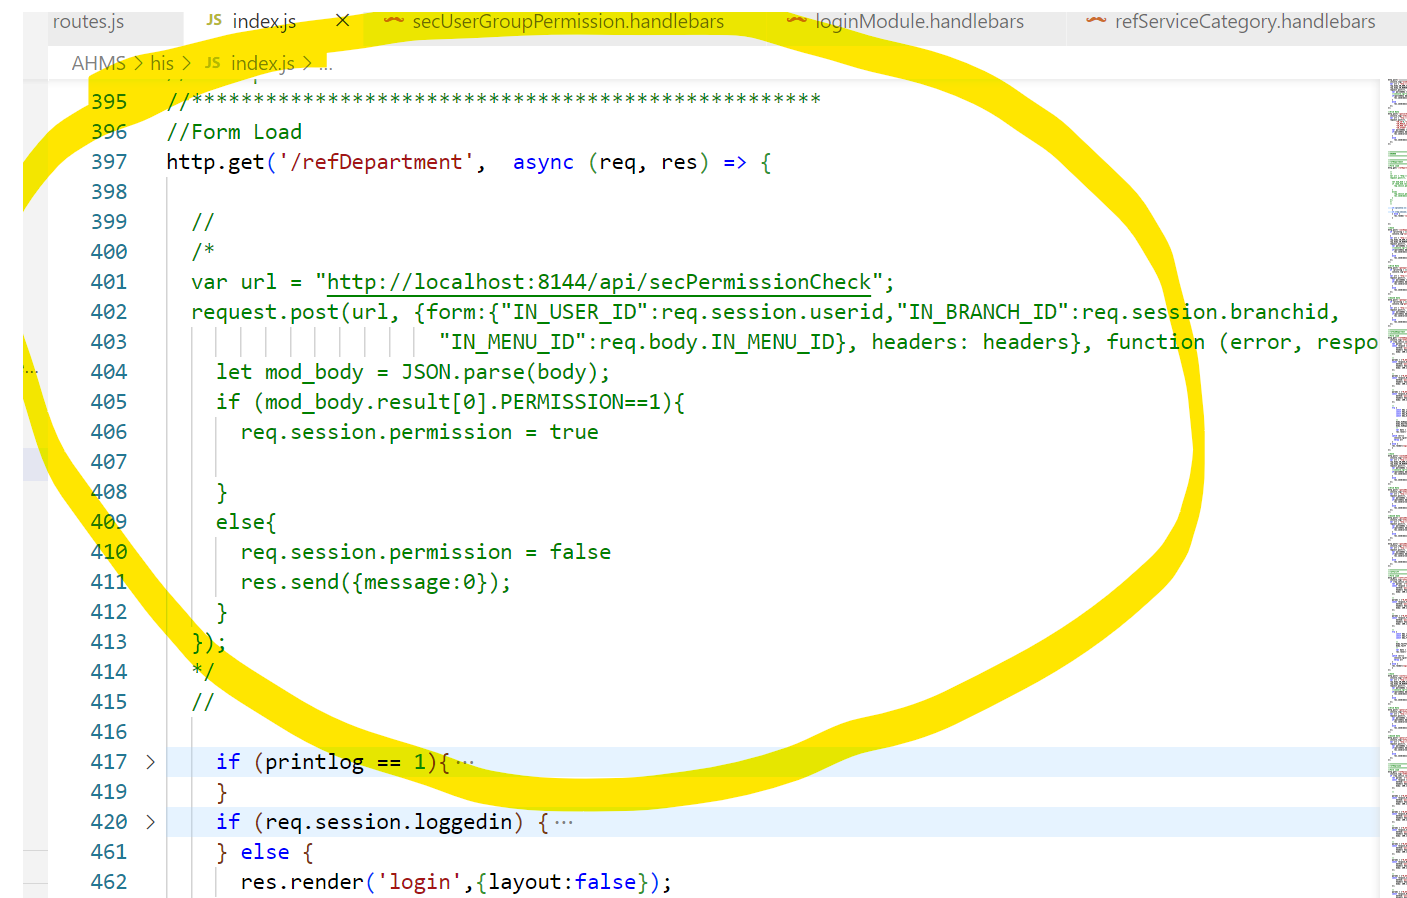 routes.js JS index.js × secUserGroupPermission.handlebars loginModule.handlebars refServiceCategory.handlebars
AHMS > his > JS index.js > ...
395 //***************************************************
396 //Form Load
397 http.get('/refDepartment',  async (req, res) => {
398
399 //
400 /*
401 var url = "http://localhost:8144/api/secPermissionCheck";
402 request.post(url, {form:{"IN_USER_ID":req.session.userid,"IN_BRANCH_ID":req.session.branchid,
403 "IN_MENU_ID":req.body.IN_MENU_ID}, headers: headers}, function (error, respo
404 let mod_body = JSON.parse(body);
405 if (mod_body.result[0].PERMISSION==1){
406 req.session.permission = true
407
408 }
409 else{
410 req.session.permission = false
411 res.send({message:0});
412 }
413 });
414 */
415 //
416
417 > if (printlog == 1){ ...
419 }
420 > if (req.session.loggedin) { ...
461 } else {
462 res.render('login',{layout:false});